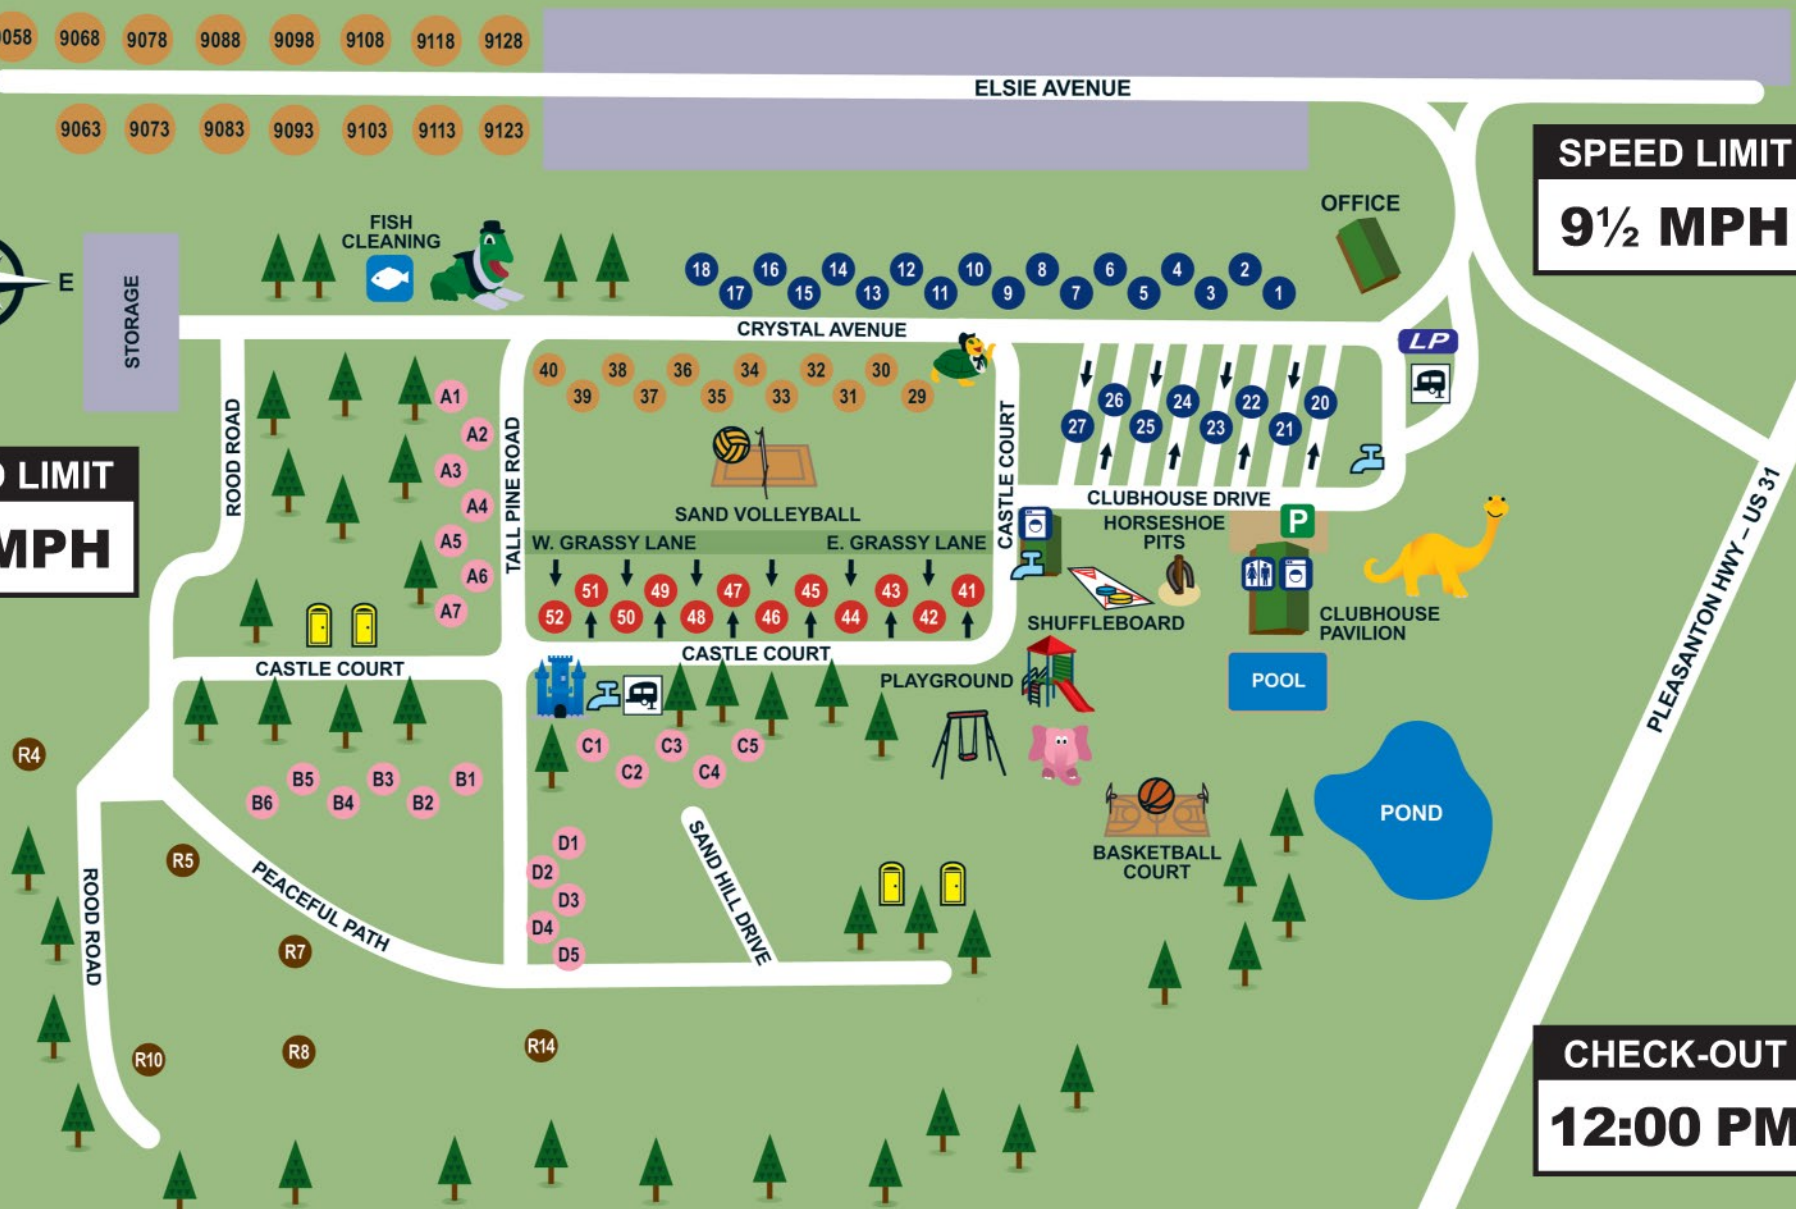 9058 9068 9078 9088 9098 9108 9118 9128
ELSIE AVENUE
9063 9073 9083 9093 9103 9113 9123
SPEED LIMIT
9½ MPH
OFFICE
FISH
CLEANING
E
STORAGE
18 16 14 12 10 8 6 4 2
17 15 13 11 9 7 5 3 1
CRYSTAL AVENUE
LP
40 38 36 34 32 30
39 37 35 33 31 29
26 24 22 20
27 25 23 21
ROOD ROAD
A1
A2
A3
A4
A5
A6
A7
TALL PINE ROAD
CASTLE COURT
LIMIT
MPH
SAND VOLLEYBALL
W. GRASSY LANE
E. GRASSY LANE
CLUBHOUSE DRIVE
HORSESHOE
PITS
P
PLEASANTON HWY – US 31
51 49 47 45 43 41
52 50 48 46 44 42
SHUFFLEBOARD
CLUBHOUSE
PAVILION
CASTLE COURT
CASTLE COURT
PLAYGROUND
POOL
R4
C1 C3 C5
C2 C4
B5 B3 B1
B6 B4 B2
POND
D1
D2
D3
D4
D5
SAND HILL DRIVE
BASKETBALL
COURT
R5
PEACEFUL PATH
ROOD ROAD
R7
R10
R8
R14
CHECK-OUT
12:00 PM